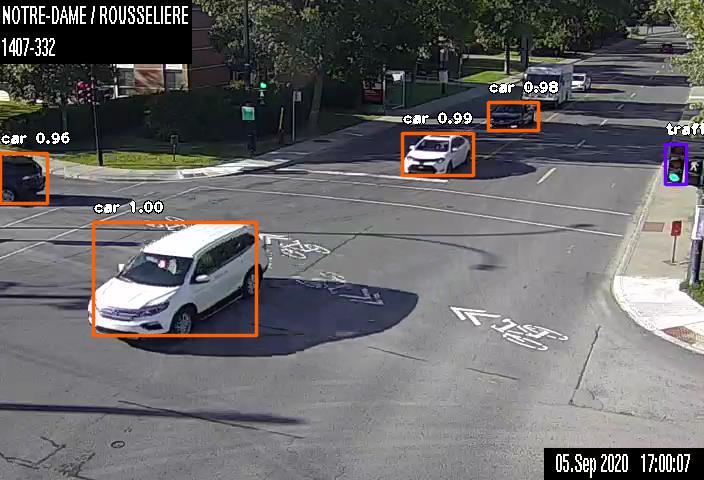 NOTRE-DAME / ROUSSELIERE
1407-332
car 0.98
car 0.99
traff
car 0.96
car 1.00
05.Sep 2020 17:00:07